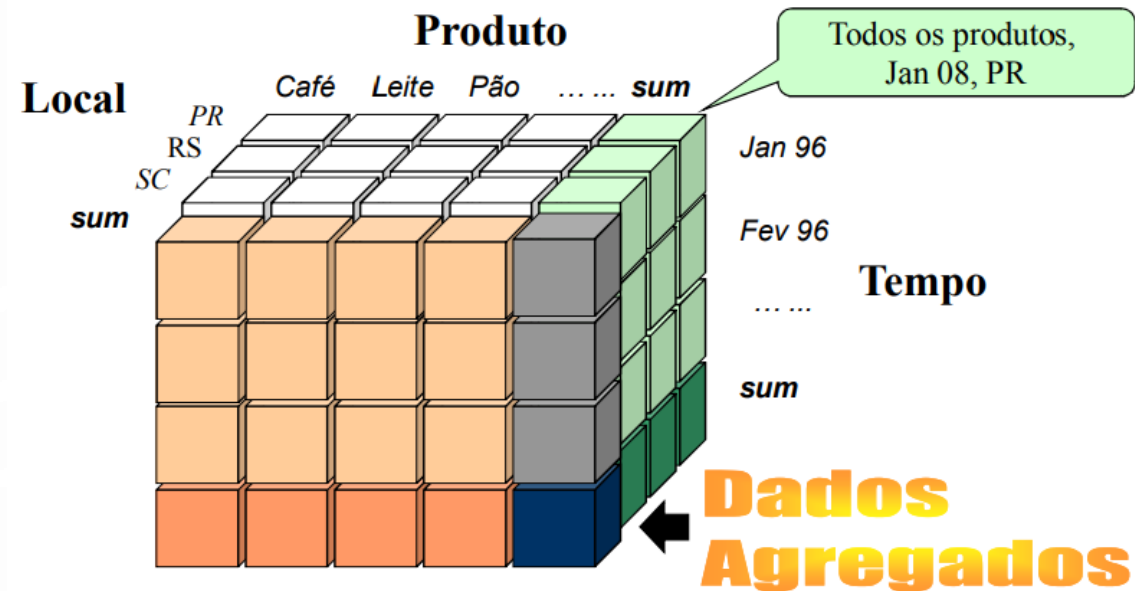 Produto
Todos os produtos,
Jan 08, PR
Local
Café Leite Pão ... ... sum
PR
RS
SC
sum
Jan 96
Fev 96
... ...
sum
Tempo
Dados
Agregados